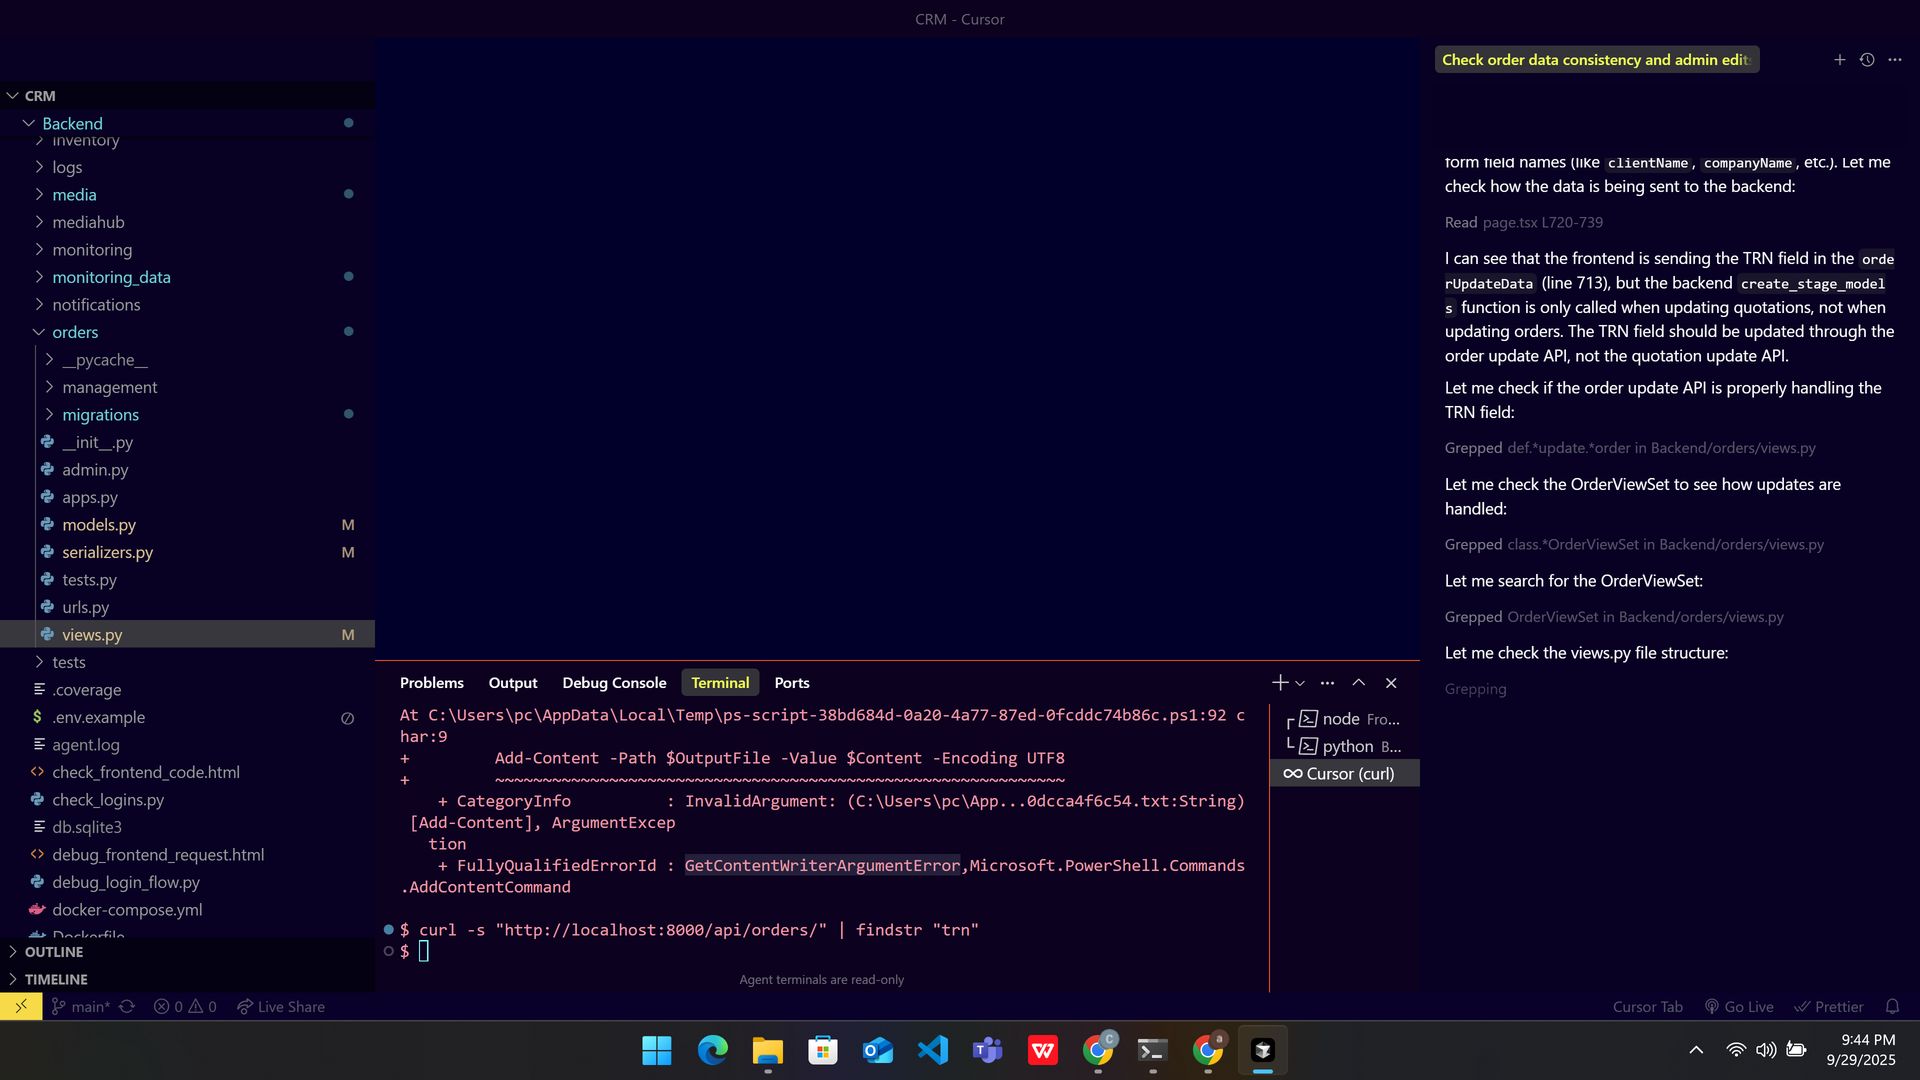 CRM - Cursor
CRM
Backend
inventory
logs
media
mediahub
monitoring
monitoring_data
notifications
orders
__pycache__
management
migrations
__init__.py
admin.py
apps.py
models.py M
serializers.py M
tests.py
urls.py
views.py M
tests
.coverage
$ .env.example
agent.log
check_frontend_code.html
check_logins.py
db.sqlite3
debug_frontend_request.html
debug_login_flow.py
docker-compose.yml
Dockerfile
OUTLINE
TIMELINE
Problems Output Debug Console Terminal Ports
At C:\Users\pc\AppData\Local\Temp\ps-script-38bd684d-0a20-4a77-87ed-0fcddc74b86c.ps1:92 c
har:9
+         Add-Content -Path $OutputFile -Value $Content -Encoding UTF8
+         ~~~~~~~~~~~~~~~~~~~~~~~~~~~~~~~~~~~~~~~~~~~~~~~~~~~~~~~~~~~~
+ CategoryInfo          : InvalidArgument: (C:\Users\pc\App...0dcca4f6c54.txt:String)
[Add-Content], ArgumentExcep
tion
+ FullyQualifiedErrorId : GetContentWriterArgumentError,Microsoft.PowerShell.Commands
.AddContentCommand
$ curl -s "http://localhost:8000/api/orders/" | findstr "trn"
$
Agent terminals are read-only
node Fro...
python B...
Cursor (curl)
Check order data consistency and admin edit
form field names (like clientName, companyName, etc.). Let me
check how the data is being sent to the backend:
Read page.tsx L720-739
I can see that the frontend is sending the TRN field in the orde
rUpdateData (line 713), but the backend create_stage_model
s function is only called when updating quotations, not when
updating orders. The TRN field should be updated through the
order update API, not the quotation update API.
Let me check if the order update API is properly handling the
TRN field:
Grepped def.*update.*order in Backend/orders/views.py
Let me check the OrderViewSet to see how updates are
handled:
Grepped class.*OrderViewSet in Backend/orders/views.py
Let me search for the OrderViewSet:
Grepped OrderViewSet in Backend/orders/views.py
Let me check the views.py file structure:
Grepping
main* 0 0 Live Share
Cursor Tab Go Live Prettier
9:44 PM
9/29/2025